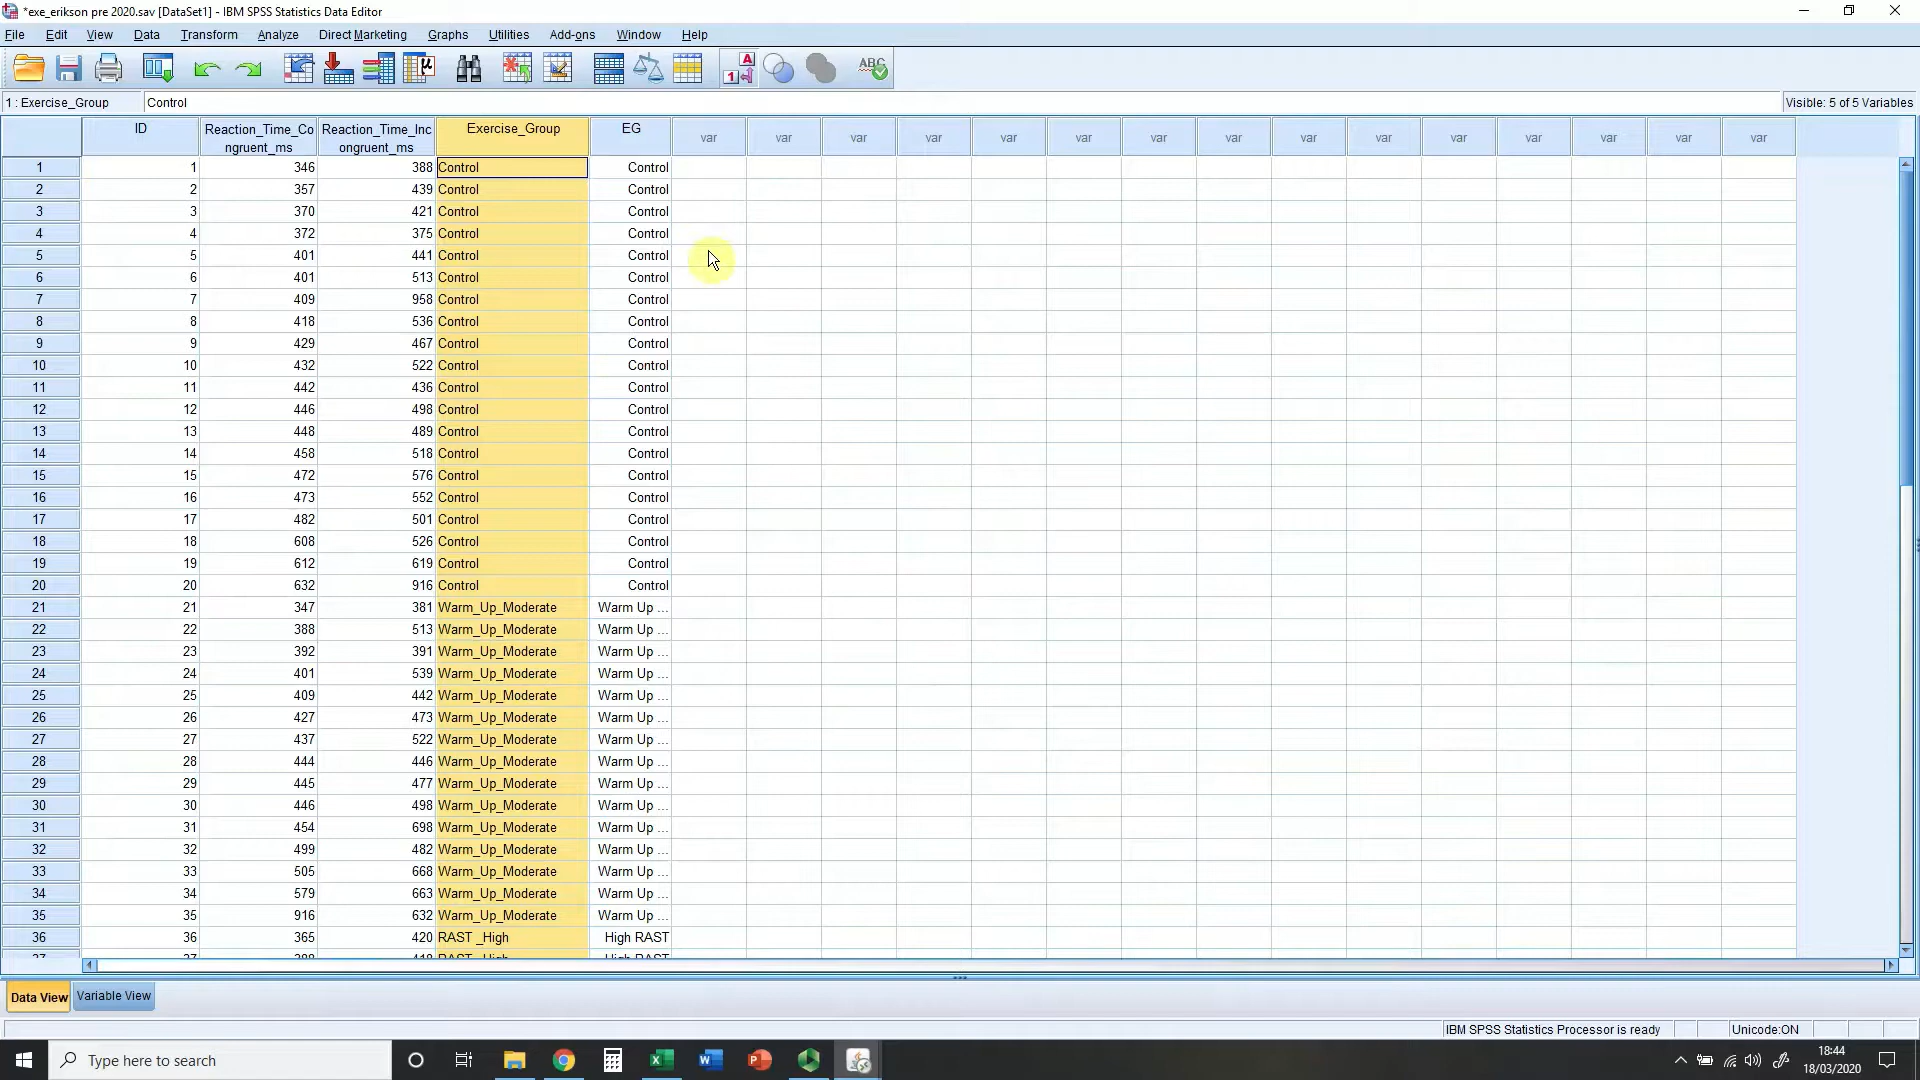 *exe_erikson pre 2020.sav [DataSet1] - IBM SPSS Statistics Data Editor
File Edit View Data Transform Analyze Direct Marketing Graphs Utilities Add-ons Window Help
1 : Exercise_Group Control Visible: 5 of 5 Variables
ID Reaction_Time_Congruent_ms Reaction_Time_Incongruent_ms Exercise_Group EG var var var var var var var var var var var var var var var
1 1 346 388 Control Control
2 2 357 439 Control Control
3 3 370 421 Control Control
4 4 372 375 Control Control
5 5 401 441 Control Control
6 6 401 513 Control Control
7 7 409 958 Control Control
8 8 418 536 Control Control
9 9 429 467 Control Control
10 10 432 522 Control Control
11 11 442 436 Control Control
12 12 446 498 Control Control
13 13 448 489 Control Control
14 14 458 518 Control Control
15 15 472 576 Control Control
16 16 473 552 Control Control
17 17 482 501 Control Control
18 18 608 526 Control Control
19 19 612 619 Control Control
20 20 632 916 Control Control
21 21 347 381 Warm_Up_Moderate Warm Up ...
22 22 388 513 Warm_Up_Moderate Warm Up ...
23 23 392 391 Warm_Up_Moderate Warm Up ...
24 24 401 539 Warm_Up_Moderate Warm Up ...
25 25 409 442 Warm_Up_Moderate Warm Up ...
26 26 427 473 Warm_Up_Moderate Warm Up ...
27 27 437 522 Warm_Up_Moderate Warm Up ...
28 28 444 446 Warm_Up_Moderate Warm Up ...
29 29 445 477 Warm_Up_Moderate Warm Up ...
30 30 446 498 Warm_Up_Moderate Warm Up ...
31 31 454 698 Warm_Up_Moderate Warm Up ...
32 32 499 482 Warm_Up_Moderate Warm Up ...
33 33 505 668 Warm_Up_Moderate Warm Up ...
34 34 579 663 Warm_Up_Moderate Warm Up ...
35 35 916 632 Warm_Up_Moderate Warm Up ...
36 36 365 420 RAST _High High RAST
Data View Variable View
IBM SPSS Statistics Processor is ready Unicode:ON
Type here to search
18:44
18/03/2020